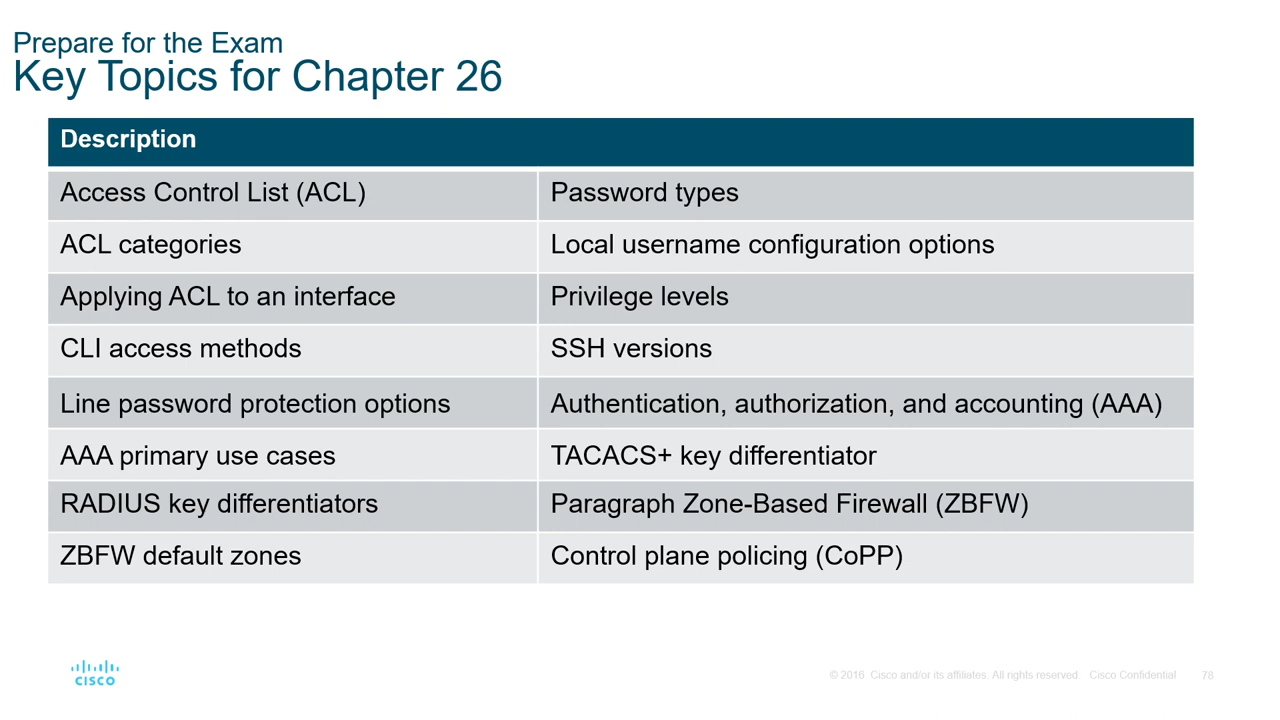 Prepare for the Exam
Key Topics for Chapter 26
Description
Access Control List (ACL)
Password types
ACL categories
Local username configuration options
Applying ACL to an interface
Privilege levels
CLI access methods
SSH versions
Line password protection options
Authentication, authorization, and accounting (AAA)
AAA primary use cases
TACACS+ key differentiator
RADIUS key differentiators
Paragraph Zone-Based Firewall (ZBFW)
ZBFW default zones
Control plane policing (CoPP)
CISCO
© 2016 Cisco and/or its affiliates. All rights reserved. Cisco Confidential 78